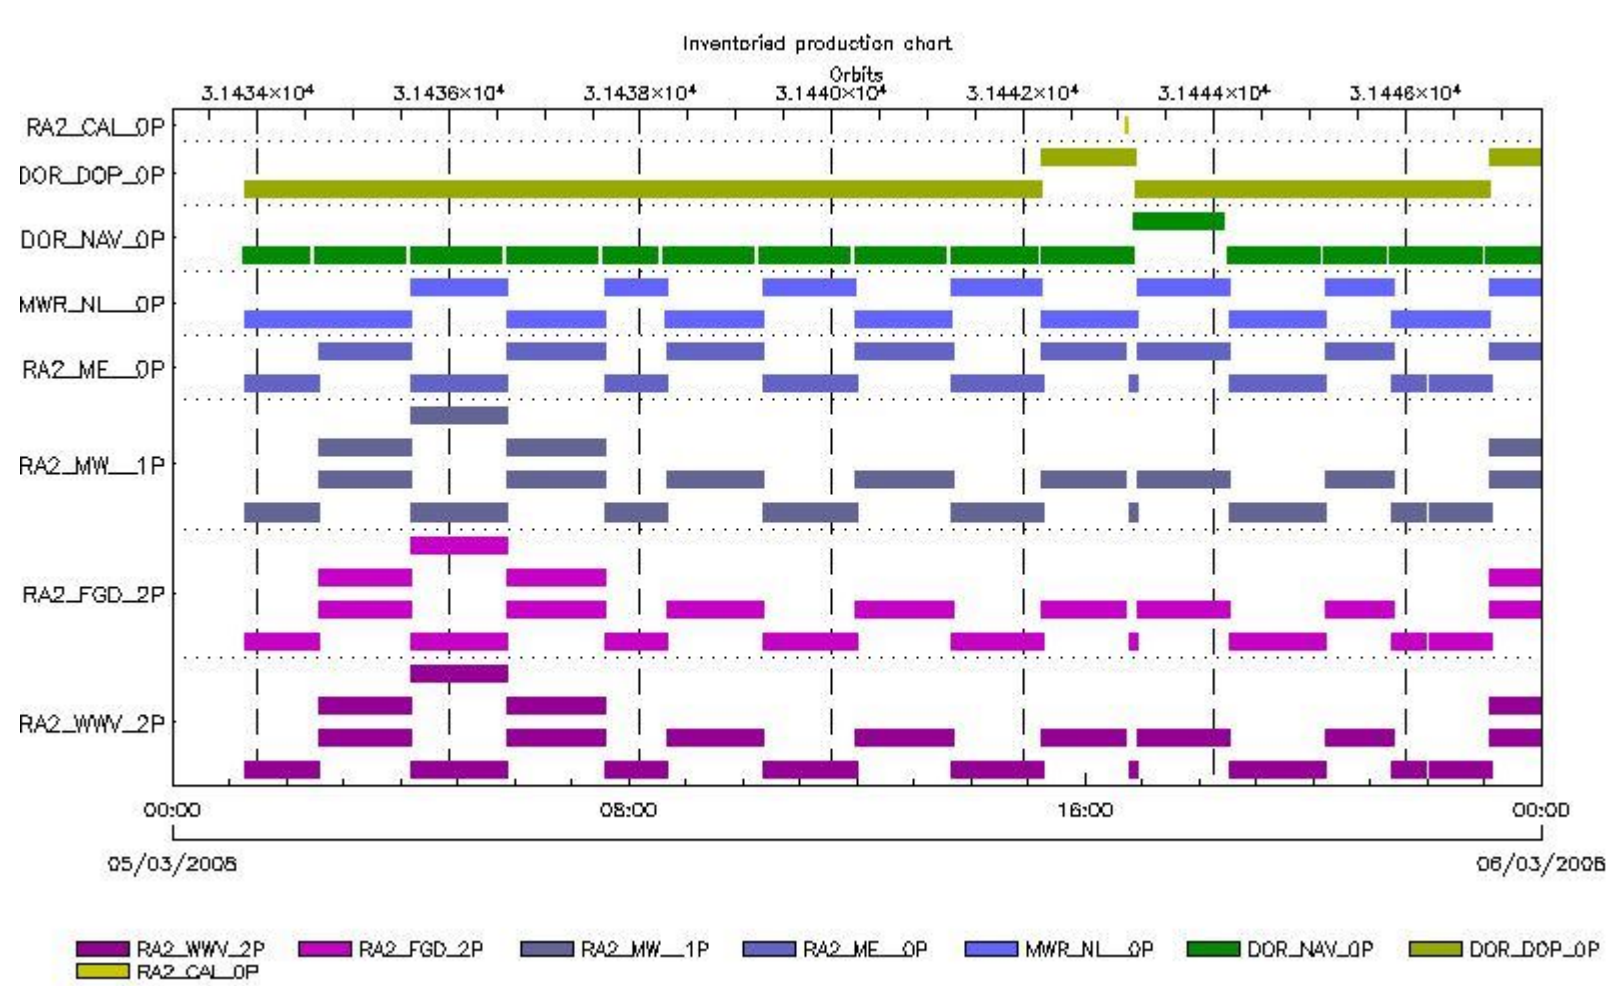 Inventoried production chart
Orbits
3.1434×10⁴ 3.1436×10⁴ 3.1438×10⁴ 3.1440×10⁴ 3.1442×10⁴ 3.1444×10⁴ 3.1446×10⁴
RA2_CAL_0P
DOR_DOP_0P
DOR_NAV_0P
MWR_NL__0P
RA2_ME__0P
RA2_MW__1P
RA2_FGD_2P
RA2_WWV_2P
00:00 08:00 16:00 00:00
05/03/2008 06/03/2008
RA2_WWV_2P RA2_FGD_2P RA2_MW__1P RA2_ME__0P MWR_NL__0P DOR_NAV_0P DOR_DOP_0P
RA2_CAL_0P